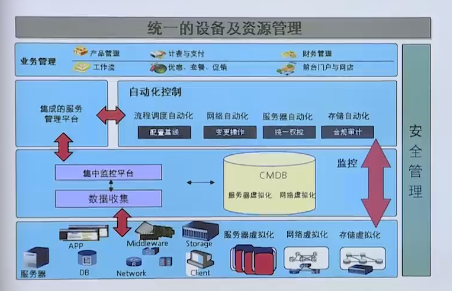 统一的设备及资源管理
业务管理
产品管理
计费与支付
财务管理
工作流
优惠、套餐、促销
前台门户与网店
集成的服务
管理平台
自动化控制
流程调度自动化
网络自动化
服务器自动化
存储自动化
配置基线
变更操作
统一权控
合规审计
安全管理
监控
集中监控平台
数据收集
CMDB
服务器虚拟化
网络虚拟化
APP
Middleware
Storage
服务器虚拟化
网络虚拟化
存储虚拟化
服务器
DB
Network
Client